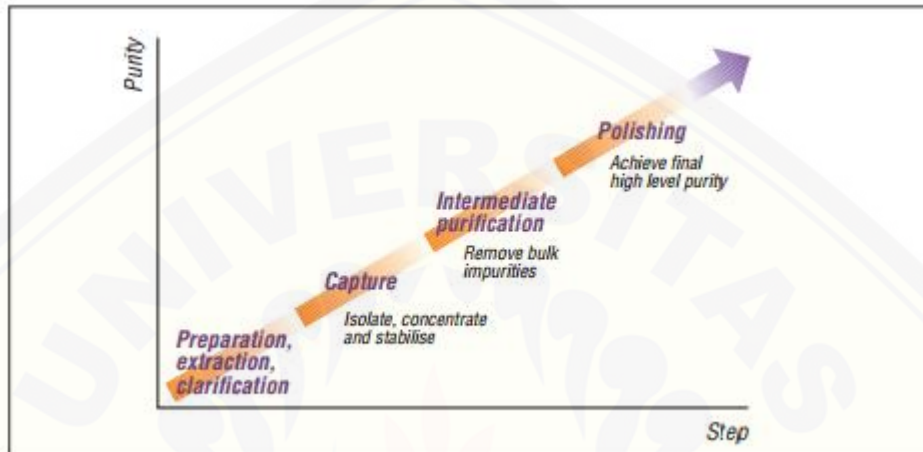 Purity
Polishing
Achieve final
high level purity
Intermediate
purification
Remove bulk
impurities
Capture
Isolate, concentrate
and stabilise
Preparation,
extraction,
clarification
Step
UNIVERSITAS